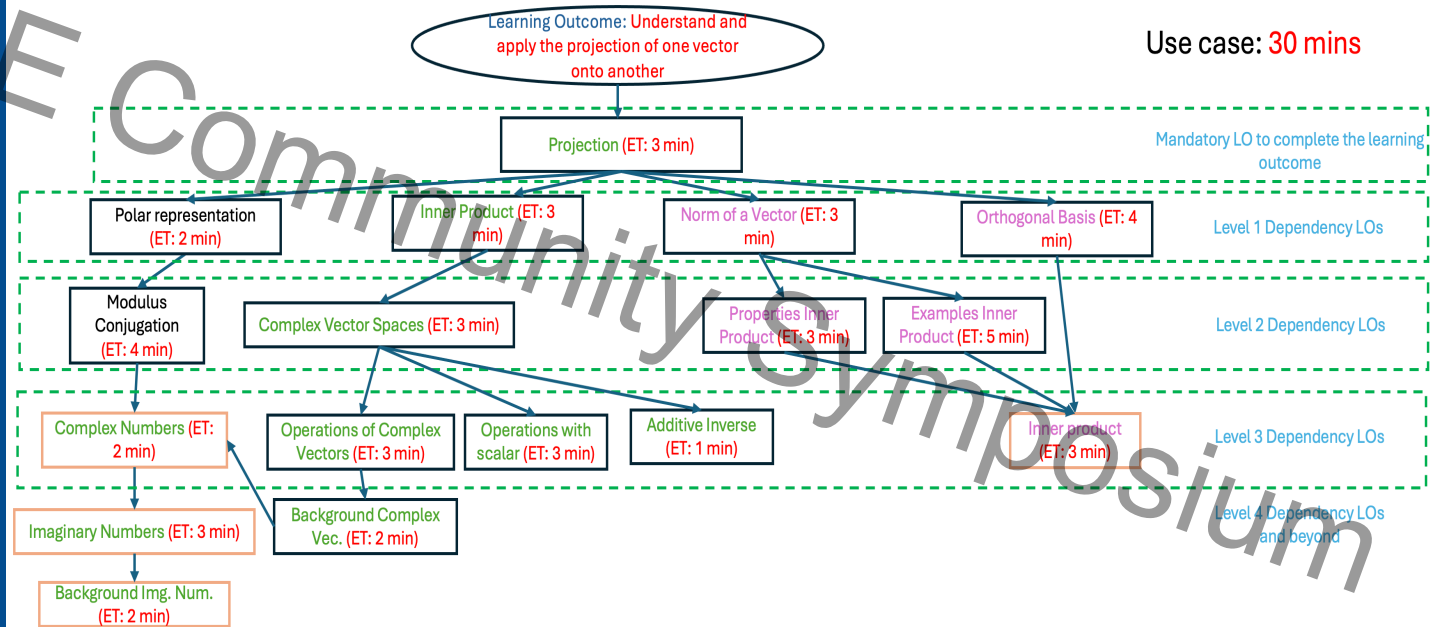 Learning Outcome: Understand and
apply the projection of one vector
onto another
Use case: 30 mins
Projection (ET: 3 min)
Mandatory LO to complete the learning
outcome
Polar representation
(ET: 2 min)
Inner Product (ET: 3
min)
Norm of a Vector (ET: 3
min)
Orthogonal Basis (ET: 4
min)
Level 1 Dependency LOs
Modulus
Conjugation
(ET: 4 min)
Complex Vector Spaces (ET: 3 min)
Properties Inner
Product (ET: 3 min)
Examples Inner
Product (ET: 5 min)
Level 2 Dependency LOs
Complex Numbers (ET:
2 min)
Operations of Complex
Vectors (ET: 3 min)
Operations with
scalar (ET: 3 min)
Additive Inverse
(ET: 1 min)
Inner product
(ET: 3 min)
Level 3 Dependency LOs
Imaginary Numbers (ET: 3 min)
Background Complex
Vec. (ET: 2 min)
Level 4 Dependency LOs
and beyond
Background Img. Num.
(ET: 2 min)
E Community Symposium